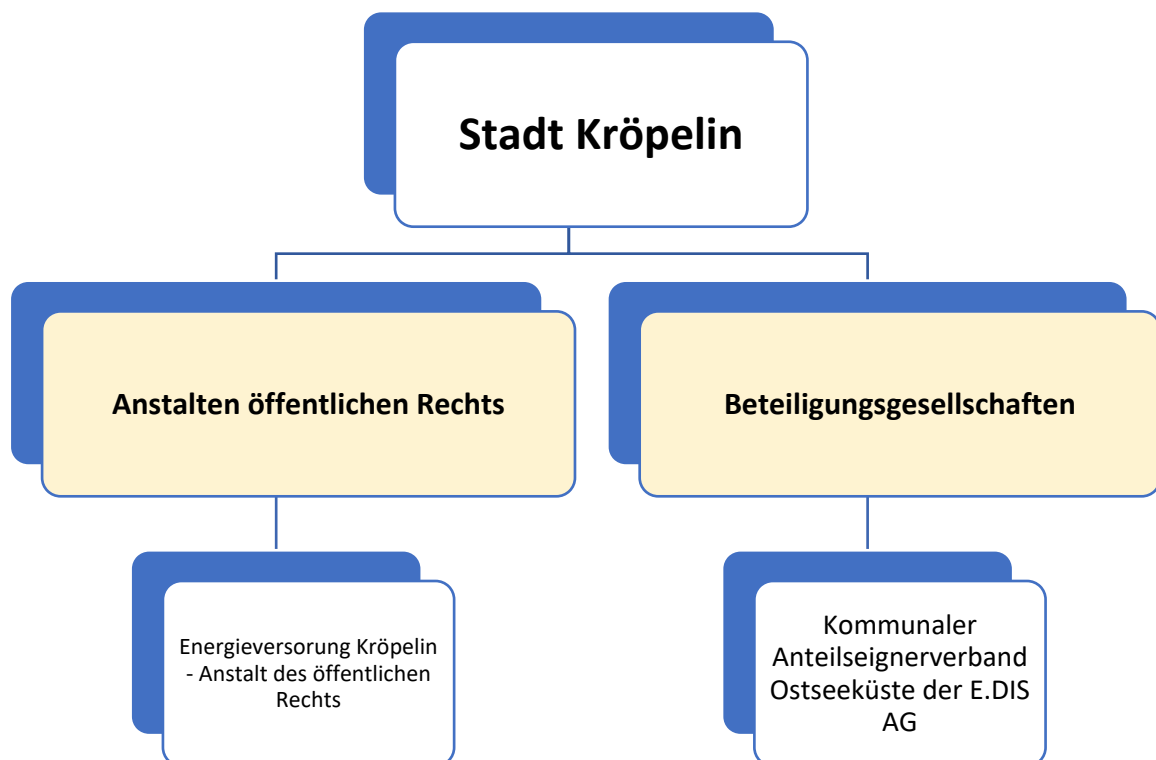 Stadt Kröpelin
Anstalten öffentlichen Rechts
Beteiligungsgesellschaften
Energieversorung Kröpelin
- Anstalt des öffentlichen
Rechts
Kommunaler
Anteilseignerverband
Ostseeküste der E.DIS
AG